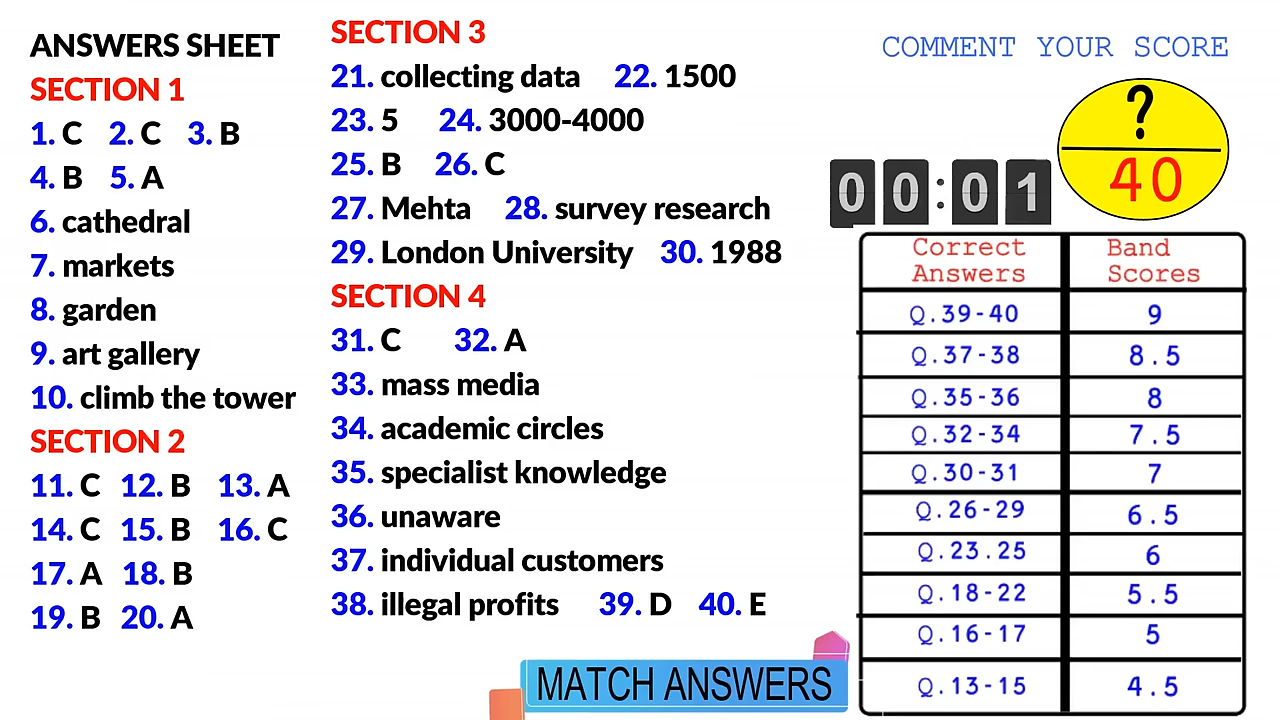 ANSWERS SHEET
SECTION 1
1. C 2. C 3. B
4. B 5. A
6. cathedral
7. markets
8. garden
9. art gallery
10. climb the tower
SECTION 2
11. C 12. B 13. A
14. C 15. B 16. C
17. A 18. B
19. B 20. A
SECTION 3
21. collecting data 22. 1500
23. 5 24. 3000-4000
25. B 26. C
27. Mehta 28. survey research
29. London University 30. 1988
SECTION 4
31. C 32. A
33. mass media
34. academic circles
35. specialist knowledge
36. unaware
37. individual customers
38. illegal profits 39. D 40. E
COMMENT YOUR SCORE
?
40
00:01
Correct Answers Band Scores
Q.39-40 9
Q.37-38 8.5
Q.35-36 8
Q.32-34 7.5
Q.30-31 7
Q.26-29 6.5
Q.23.25 6
Q.18-22 5.5
Q.16-17 5
Q.13-15 4.5
MATCH ANSWERS